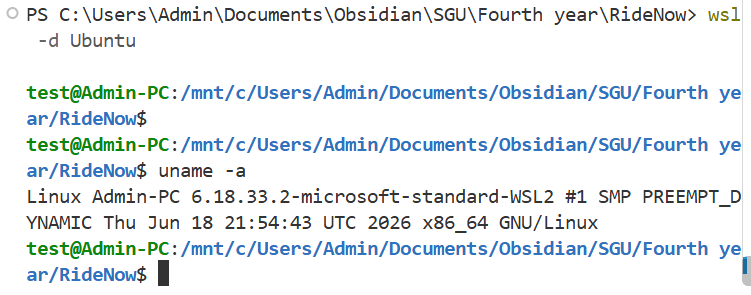 PS C:\Users\Admin\Documents\Obsidian\SGU\Fourth year\RideNow> wsl
 -d Ubuntu
test@Admin-PC:/mnt/c/Users/Admin/Documents/Obsidian/SGU/Fourth ye
ar/RideNow$
test@Admin-PC:/mnt/c/Users/Admin/Documents/Obsidian/SGU/Fourth ye
ar/RideNow$ uname -a
Linux Admin-PC 6.18.33.2-microsoft-standard-WSL2 #1 SMP PREEMPT_D
YNAMIC Thu Jun 18 21:54:43 UTC 2026 x86_64 GNU/Linux
test@Admin-PC:/mnt/c/Users/Admin/Documents/Obsidian/SGU/Fourth ye
ar/RideNow$